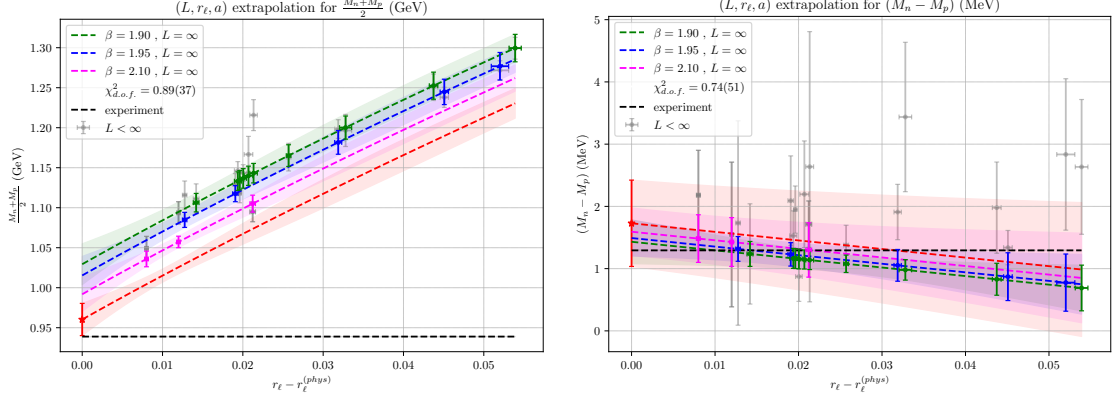 (L, r_ℓ, a) extrapolation for (M_n+M_p)/2 (GeV)
1.30
1.25
1.20
1.15
1.10
1.05
1.00
0.95
(M_n+M_p)/2 (GeV)
β = 1.90 , L = ∞
β = 1.95 , L = ∞
β = 2.10 , L = ∞
χ²_{d.o.f.} = 0.89(37)
experiment
L < ∞
0.00
0.01
0.02
0.03
0.04
0.05
r_ℓ − r_ℓ^{(phys)}
(L, r_ℓ, a) extrapolation for (M_n − M_p) (MeV)
5
4
3
2
1
0
(M_n − M_p) (MeV)
β = 1.90 , L = ∞
β = 1.95 , L = ∞
β = 2.10 , L = ∞
χ²_{d.o.f.} = 0.74(51)
experiment
L < ∞
0.00
0.01
0.02
0.03
0.04
0.05
r_ℓ − r_ℓ^{(phys)}